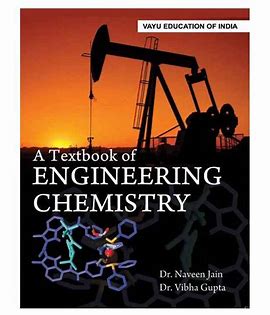 VAYU EDUCATION OF INDIA
A Textbook of
ENGINEERING
CHEMISTRY
Dr. Naveen Jain
Dr. Vibha Gupta